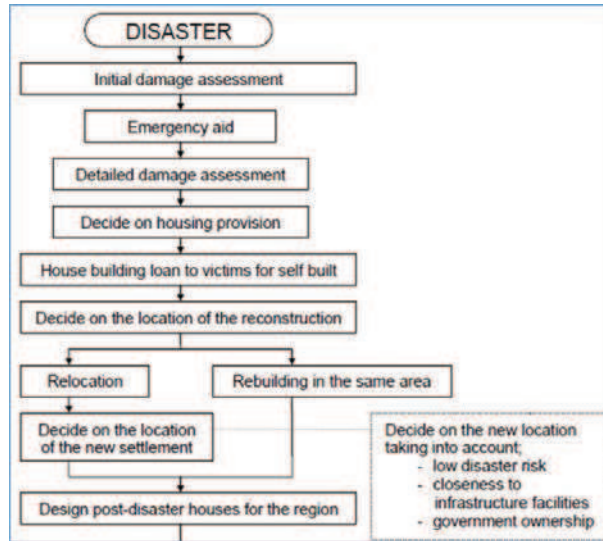 DISASTER
Initial damage assessment
Emergency aid
Detailed damage assessment
Decide on housing provision
House building loan to victims for self built
Decide on the location of the reconstruction
Relocation
Rebuilding in the same area
Decide on the location
of the new settlement
Decide on the new location
taking into account;
- low disaster risk
- closeness to
infrastructure facilities
- government ownership
Design post-disaster houses for the region